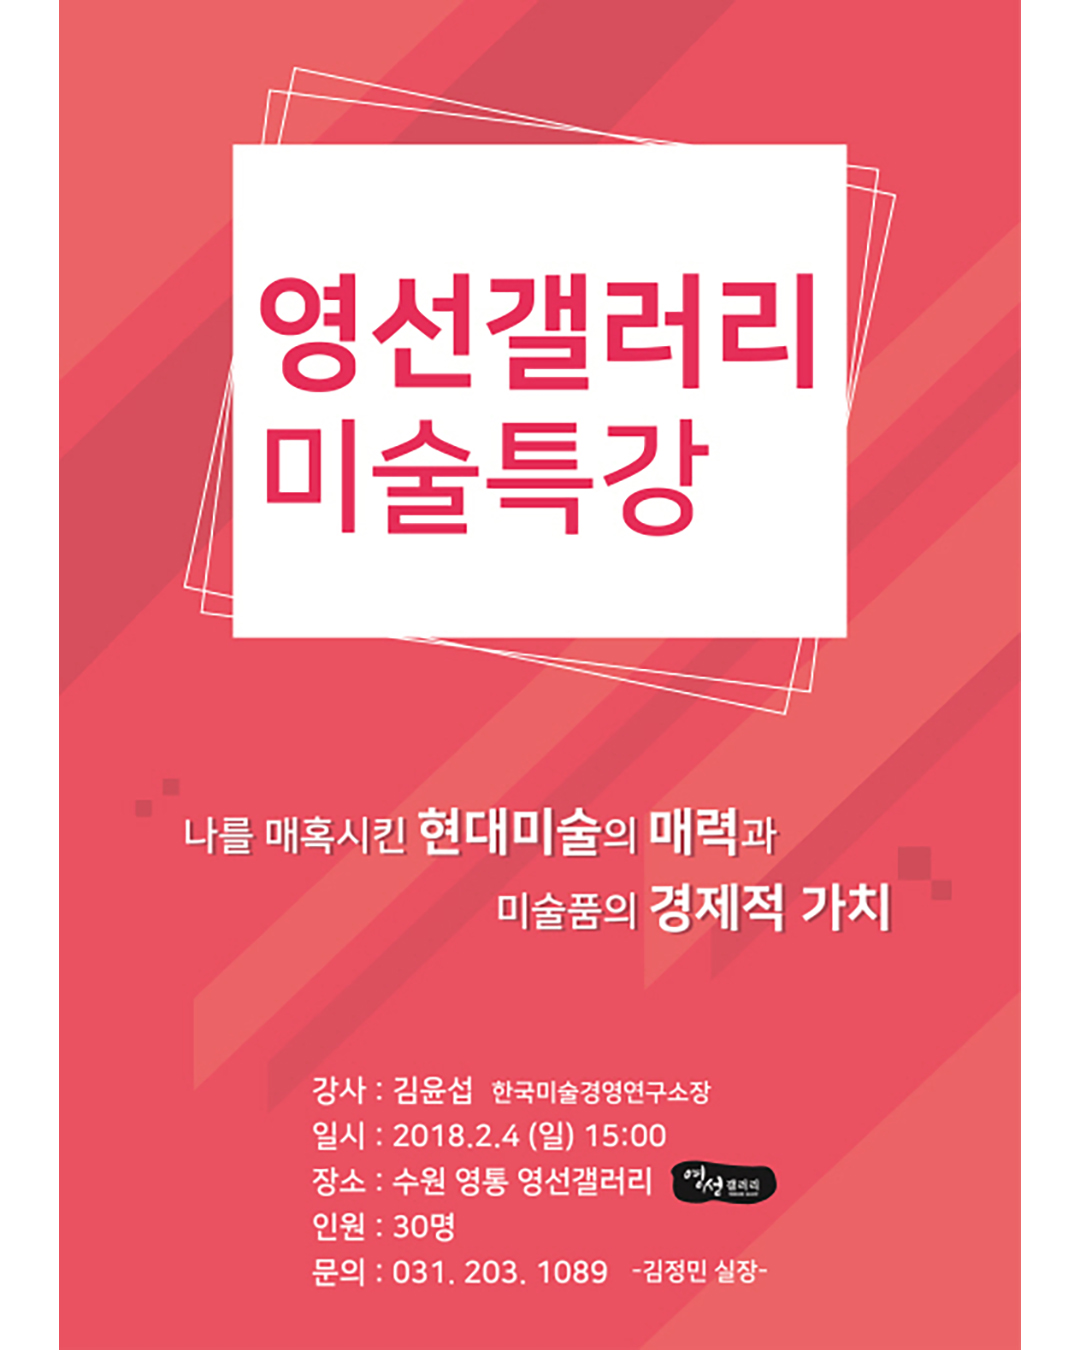 영선갤러리
미술특강
나를 매혹시킨 현대미술의 매력과
미술품의 경제적 가치
강사 : 김윤섭 한국미술경영연구소장
일시 : 2018.2.4 (일) 15:00
장소 : 수원 영통 영선갤러리 영선갤러리
인원 : 30명
문의 : 031. 203. 1089 -김정민 실장-